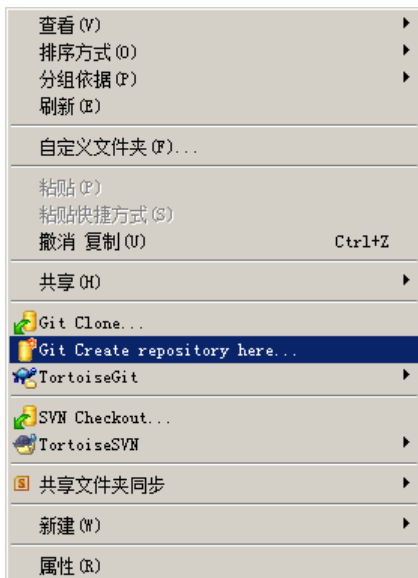 查看(V)
排序方式(O)
分组依据(P)
刷新(E)
自定义文件夹(F)...
粘贴(P)
粘贴快捷方式(S)
撤消 复制(U) Ctrl+Z
共享(H)
Git Clone...
Git Create repository here...
TortoiseGit
SVN Checkout...
TortoiseSVN
S 共享文件夹同步
新建(W)
属性(R)